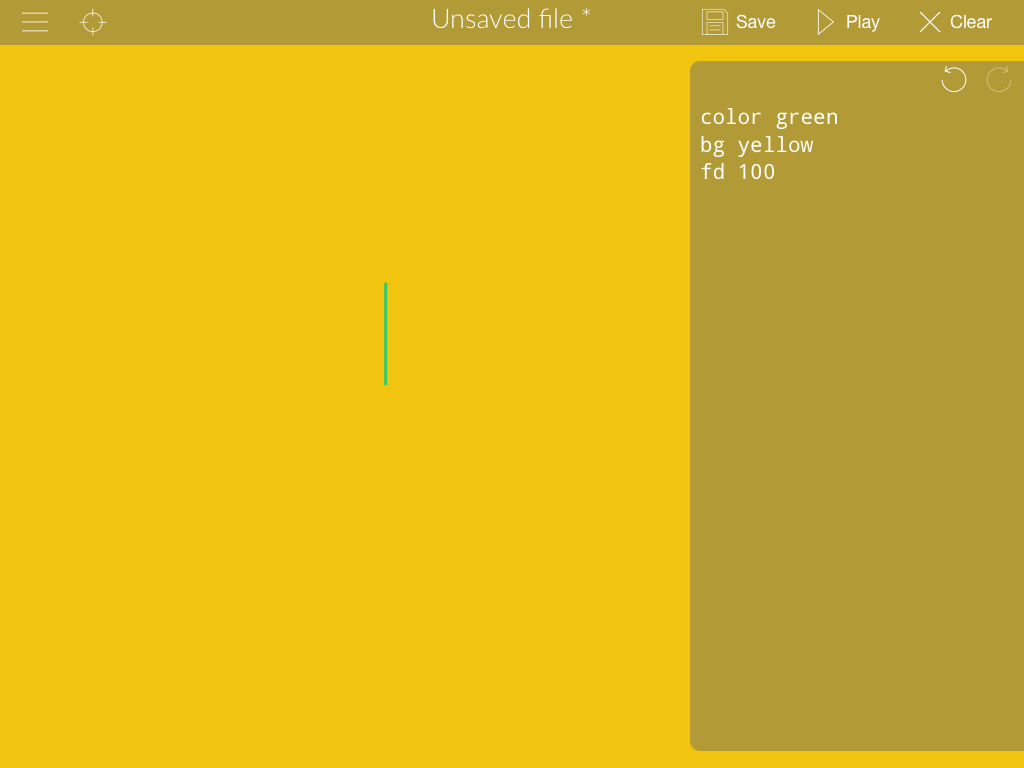 Unsaved file *
Save
Play
Clear
color green
bg yellow
fd 100